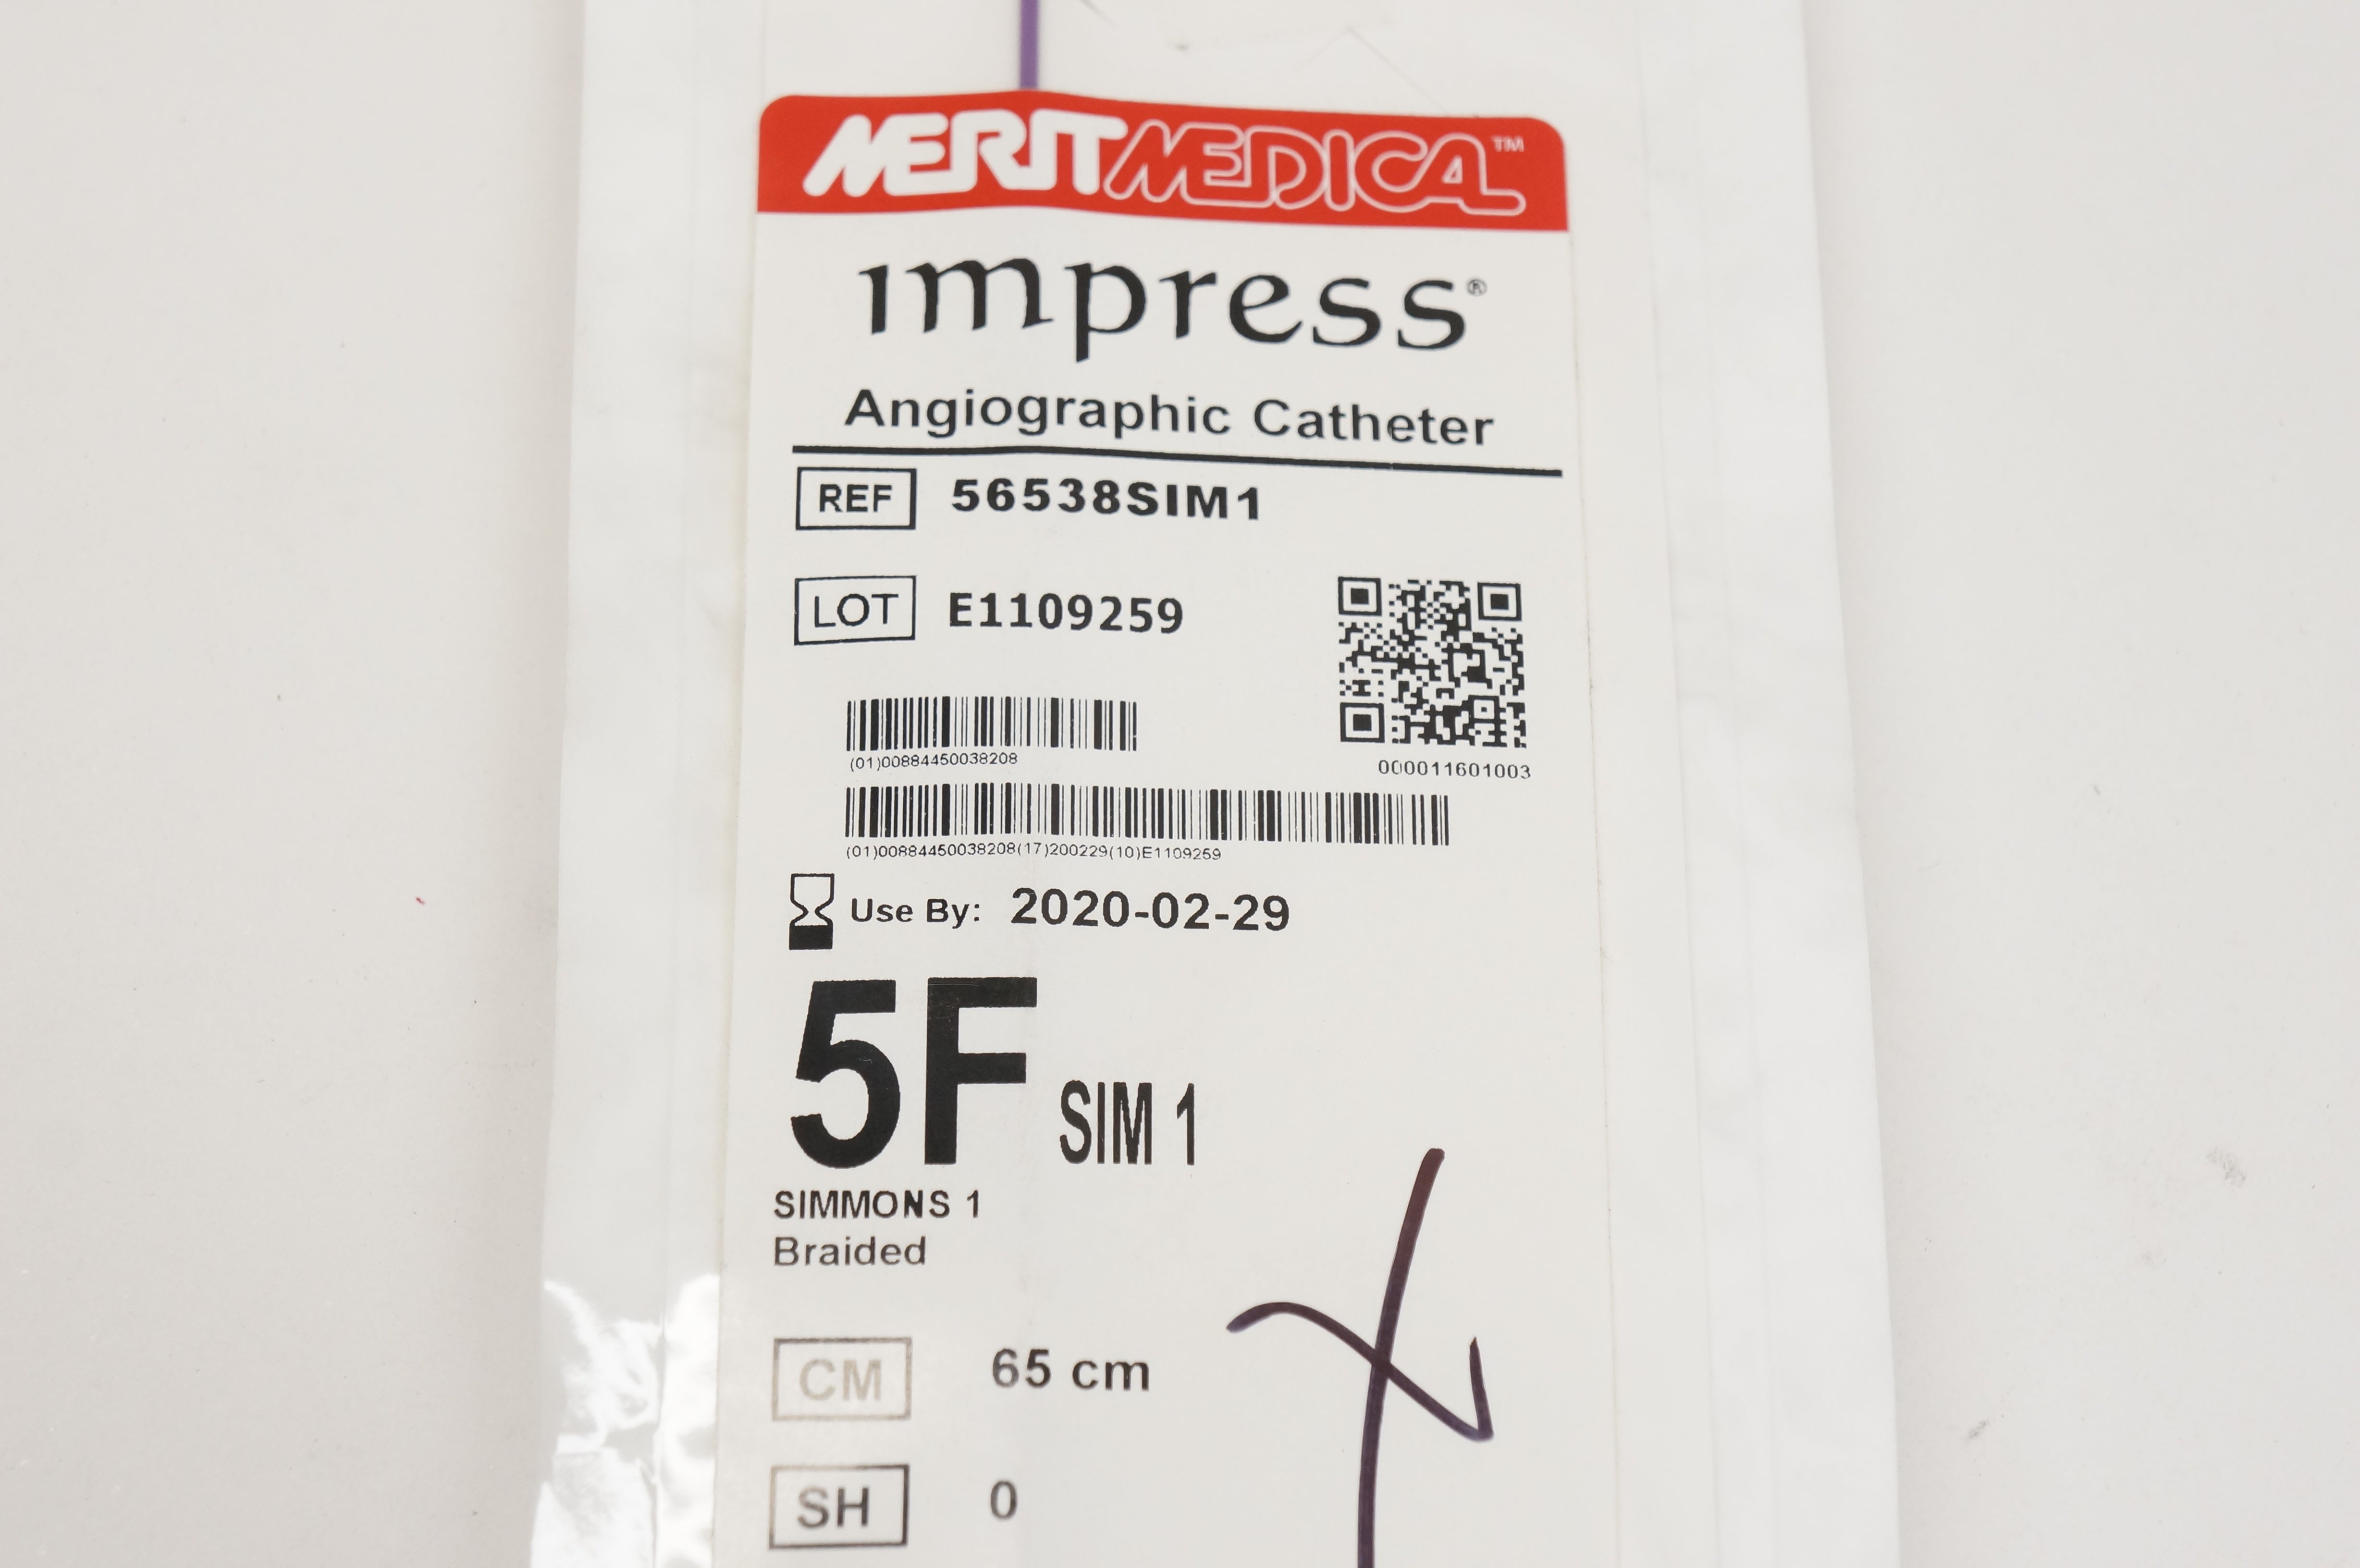 MERITMEDICAL™
impress®
Angiographic Catheter
REF 56538SIM1
LOT E1109259
(01)00884450038208
000011601003
(01)00884450038208(17)200229(10)E1109259
Use By: 2020-02-29
5F SIM 1
SIMMONS 1
Braided
CM 65 cm
SH 0